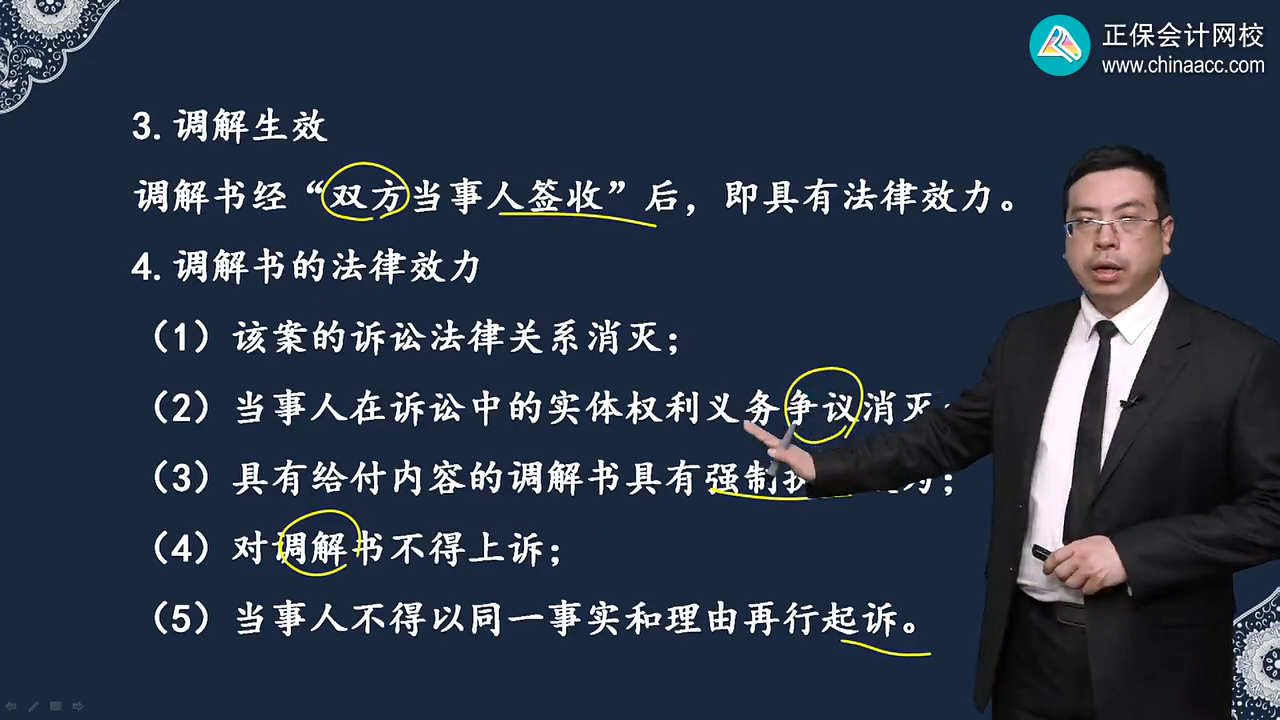 正保会计网校
www.chinaacc.com
3.调解生效
调解书经“双方当事人签收”后，即具有法律效力。
4.调解书的法律效力
（1）该案的诉讼法律关系消灭；
（2）当事人在诉讼中的实体权利义务争议消灭；
（3）具有给付内容的调解书具有强制执
（4）对调解书不得上诉；
（5）当事人不得以同一事实和理由再行起诉。